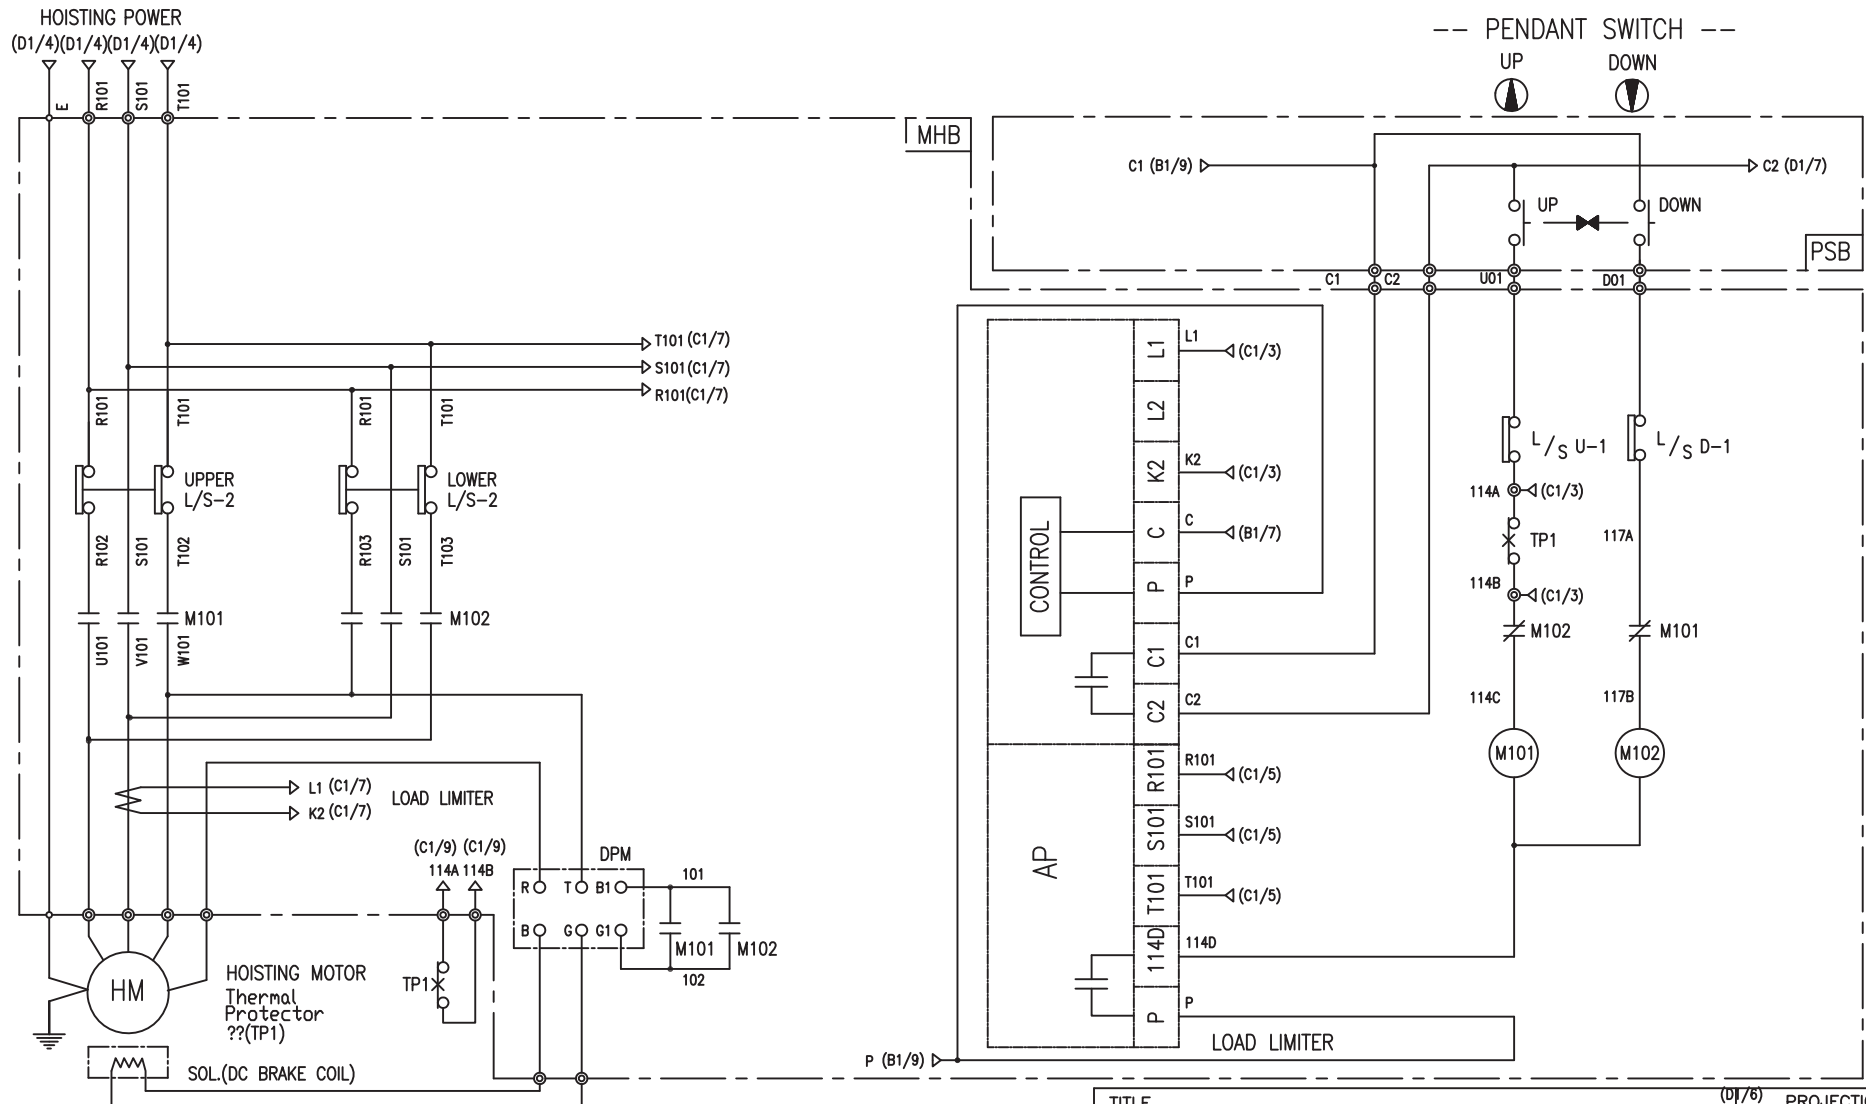 HOISTING POWER
(D1/4)(D1/4)(D1/4)(D1/4)
E
R101
S101
T101
MHB
-- PENDANT SWITCH --
UP
DOWN
C1 (B1/9)
C2 (D1/7)
UP
DOWN
PSB
C1
C2
U01
D01
T101 (C1/7)
S101 (C1/7)
R101(C1/7)
R101
T101
R101
T101
UPPER
L/S-2
LOWER
L/S-2
R102
S101
T102
R103
S101
T103
M101
M102
U101
V101
W101
L1 (C1/7)
K2 (C1/7)
LOAD LIMITER
(C1/9) (C1/9)
114A 114B
DPM
R
T
B1
B
G
G1
101
M101
M102
102
TP1
HM
HOISTING MOTOR
Thermal
Protector
??(TP1)
SOL.(DC BRAKE COIL)
CONTROL
AP
L1
L1
(C1/3)
L2
K2
K2
(C1/3)
C
C
(B1/7)
P
P
C1
C1
C2
C2
R101
R101
(C1/5)
S101
S101
(C1/5)
T101
T101
(C1/5)
114D
114D
P
P
LOAD LIMITER
P (B1/9)
L/S U-1
L/S D-1
114A
(C1/3)
TP1
117A
114B
(C1/3)
M102
M101
114C
117B
M101
M102
TITLE
(D1/6)
PROJECTIO